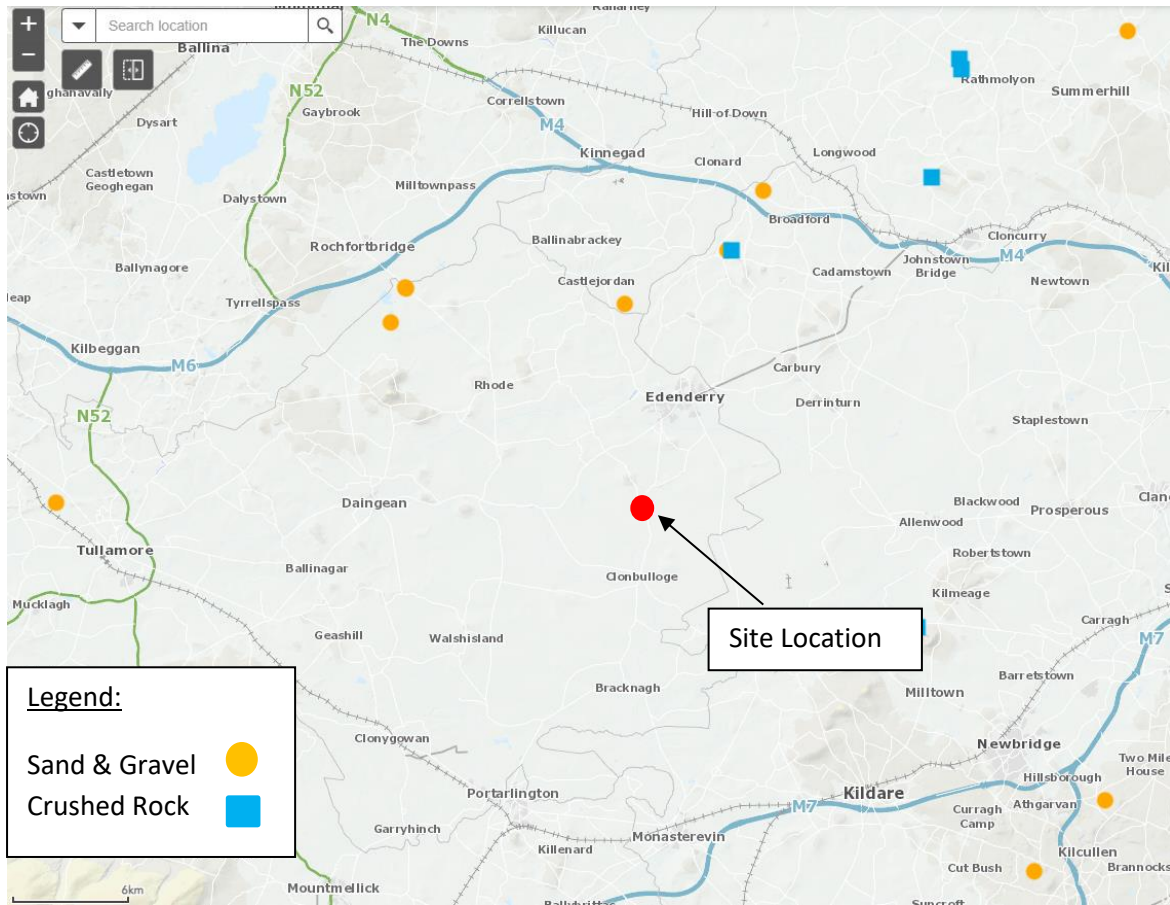 +
Search location
−
N4
Ballina
The Downs
Killucan
Rathmolyon
Summerhill
N52
Gaybrook
Correllstown
M4
Hill-of-Down
Dysart
Castletown
Geoghegan
Kinnegad
Clonard
Longwood
Dalystown
Milltownpass
Broadford
Rochfortbridge
Ballinabrackey
Cloncurry
Johnstown
Bridge
M4
Ballynagore
Castlejordan
Cadamstown
Newtown
Tyrrellspass
Kilbeggan
M6
Carbury
Rhode
Edenderry
Derrinturn
N52
Staplestown
Daingean
Blackwood
Prosperous
Allenwood
Tullamore
Robertstown
Ballinagar
Clonbulloge
Kilmeage
Mucklagh
Site Location
Carragh
Geashill
Walshisland
M7
Barretstown
Bracknagh
Milltown
Legend:
Sand & Gravel
Crushed Rock
Clonygowan
Newbridge
Two Mile
House
Hillsborough
Portarlington
M7
Kildare
Curragh
Camp
Athgarvan
Garryhinch
Monasterevin
Killenard
Kilcullen
Cut Bush
Brannocks
6km
Mountmellick